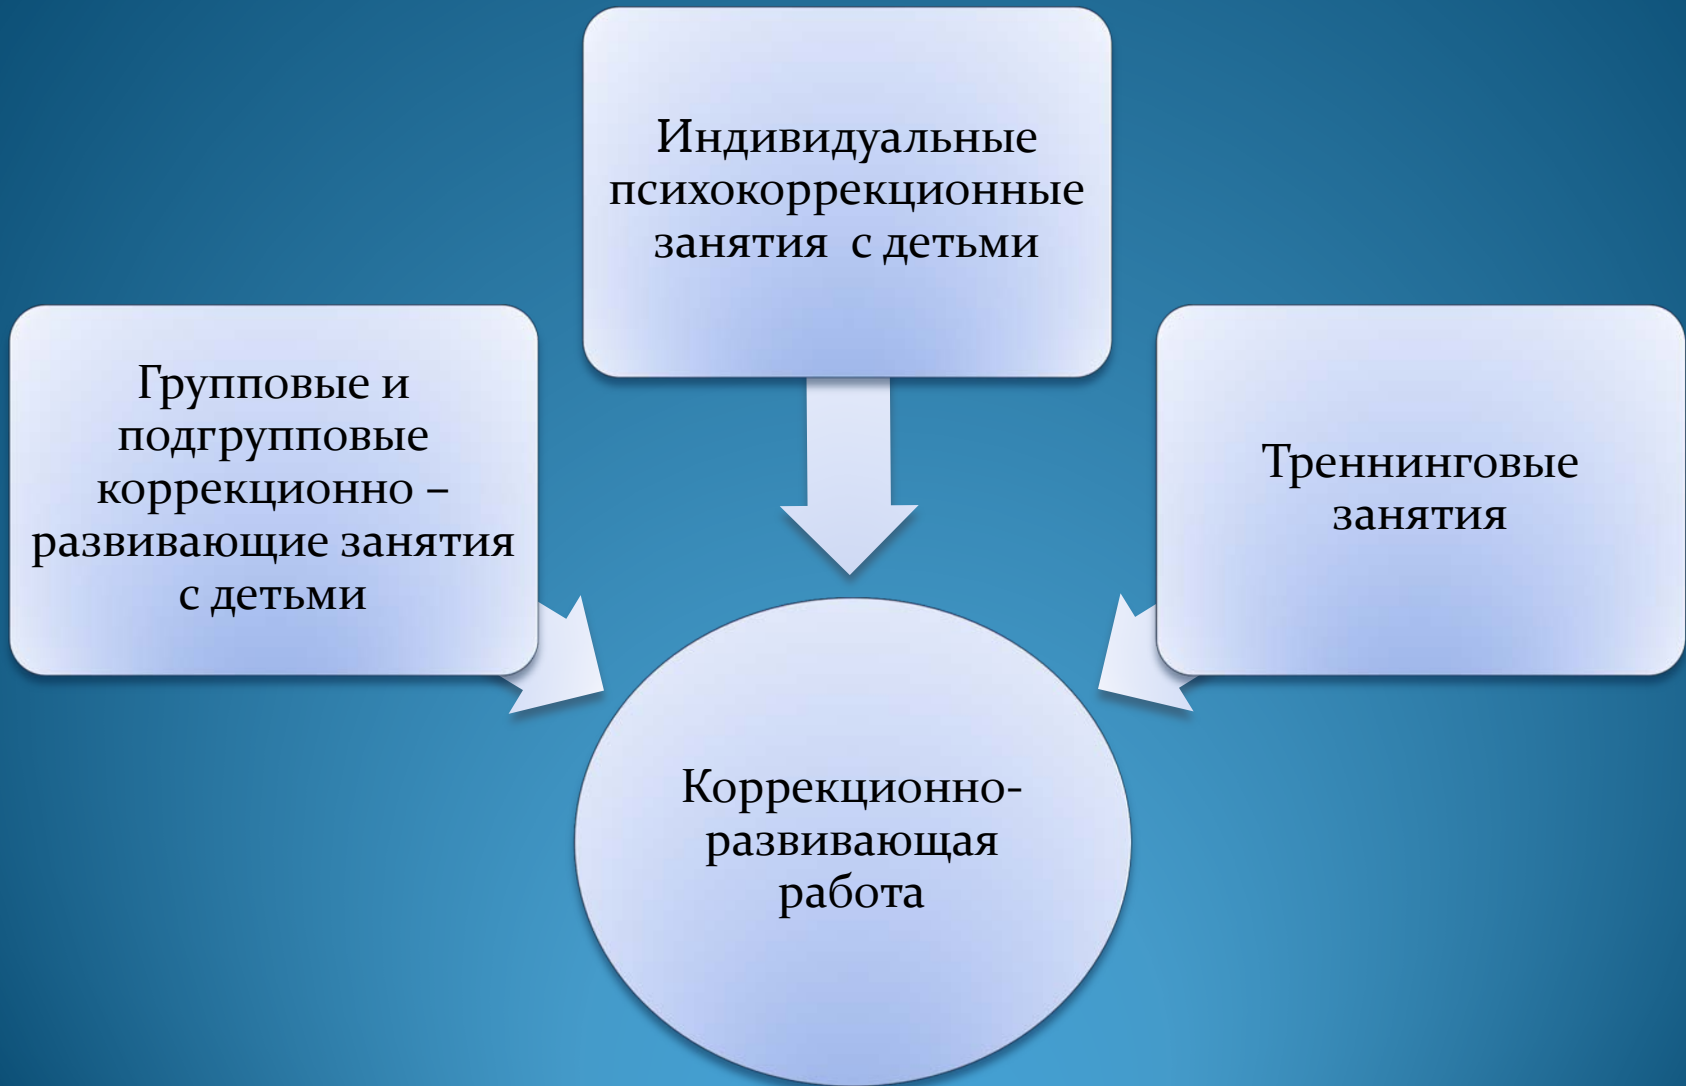 Индивидуальные
психокоррекционные
занятия  с детьми
Групповые и
подгрупповые
коррекционно –
развивающие занятия
с детьми
Треннинговые
занятия
Коррекционно-
развивающая
работа